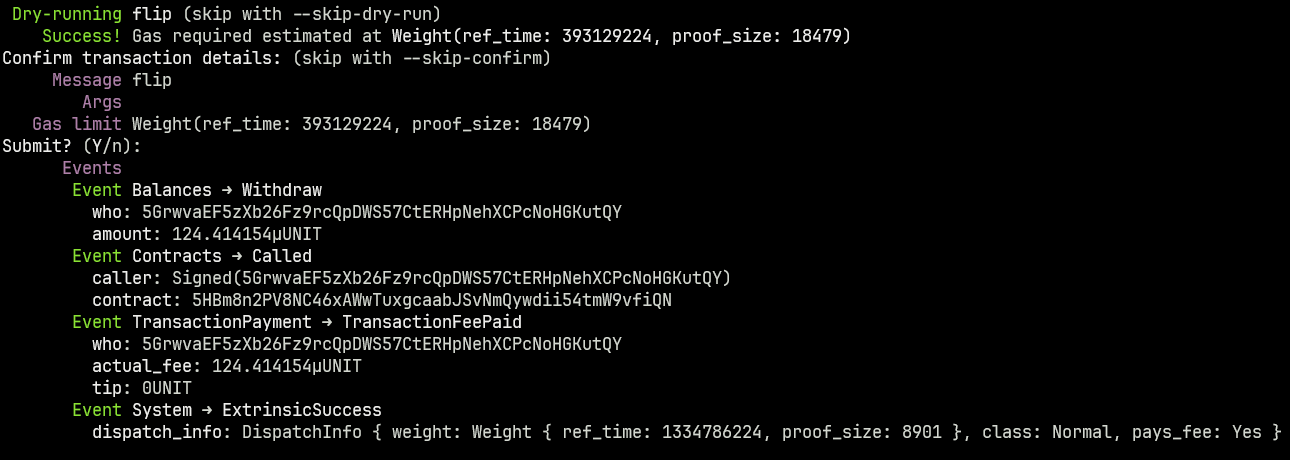 Dry-running flip (skip with --skip-dry-run)
Success! Gas required estimated at Weight(ref_time: 393129224, proof_size: 18479)
Confirm transaction details: (skip with --skip-confirm)
Message flip
Args
Gas limit Weight(ref_time: 393129224, proof_size: 18479)
Submit? (Y/n):
Events
Event Balances → Withdraw
who: 5GrwvaEF5zXb26Fz9rcQpDWS57CtERHpNehXCPcNoHGKutQY
amount: 124.414154µUNIT
Event Contracts → Called
caller: Signed(5GrwvaEF5zXb26Fz9rcQpDWS57CtERHpNehXCPcNoHGKutQY)
contract: 5HBm8n2PV8NC46xAWwTuxgcaabJSvNmQywdii54tmW9vfiQN
Event TransactionPayment → TransactionFeePaid
who: 5GrwvaEF5zXb26Fz9rcQpDWS57CtERHpNehXCPcNoHGKutQY
actual_fee: 124.414154µUNIT
tip: 0UNIT
Event System → ExtrinsicSuccess
dispatch_info: DispatchInfo { weight: Weight { ref_time: 1334786224, proof_size: 8901 }, class: Normal, pays_fee: Yes }